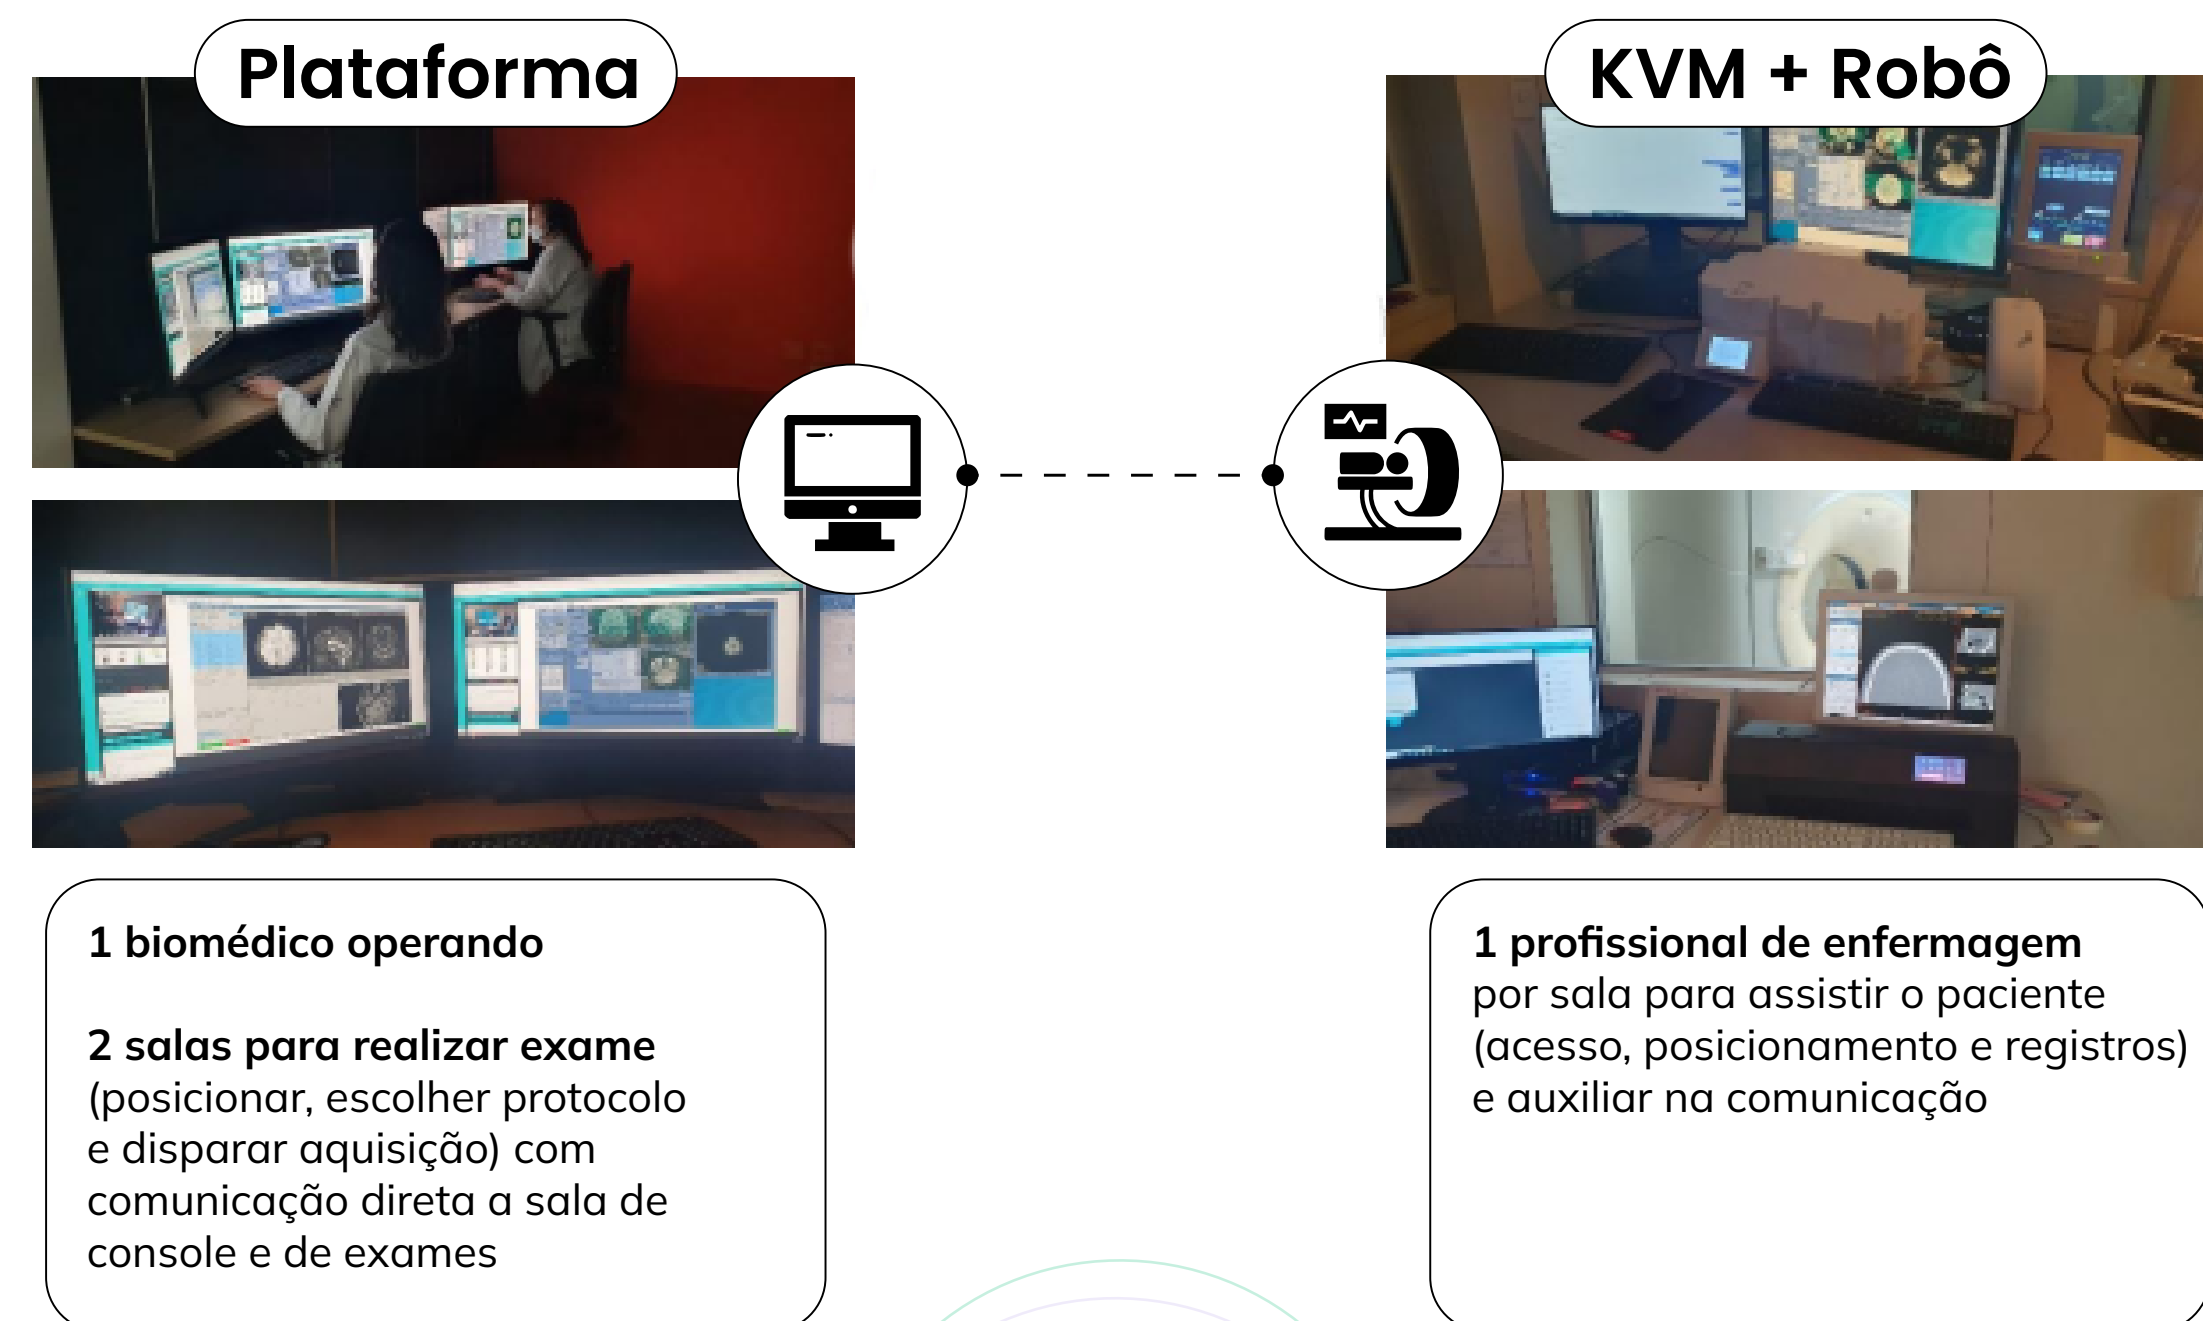 Plataforma
KVM + Robô
1 biomédico operando
2 salas para realizar exame
(posicionar, escolher protocolo
e disparar aquisição) com
comunicação direta a sala de
console e de exames
1 profissional de enfermagem
por sala para assistir o paciente
(acesso, posicionamento e registros)
e auxiliar na comunicação